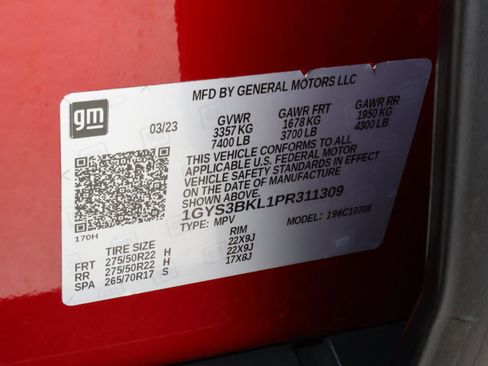 MFD BY GENERAL MOTORS LLC
gm
03/23
GVWR GAWR FRT GAWR RR
3357 KG 1678 KG 1950 KG
7400 LB 3700 LB 4300 LB
THIS VEHICLE CONFORMS TO ALL
APPLICABLE U.S. FEDERAL MOTOR
VEHICLE SAFETY
IN EFFECT ON THE DATE OF MANUFACTURE
SHOWN ABOVE.
1GYS3BKL1PR311309
TYPE: MPV 196C10706
170H
TIRE SIZE RIM
FRT 275/50R22 H 22X9J
RR 275/50R22 H 22X9J
SPA 265/70R17 S 17X8J